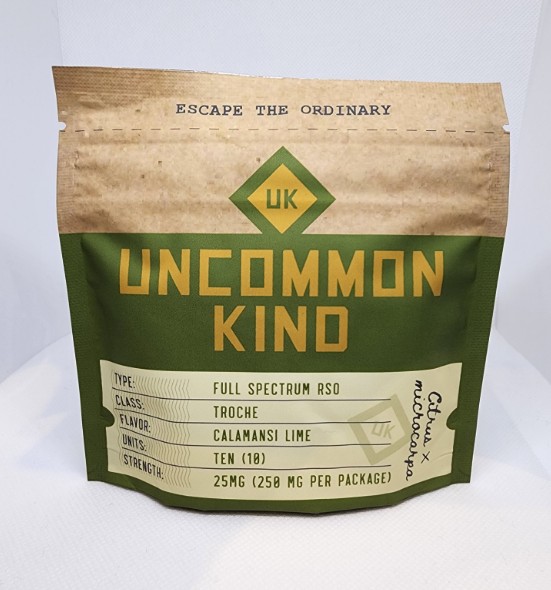 ESCAPE THE ORDINARY
UK
UNCOMMON
KIND
TYPE: FULL SPECTRUM RSO
CLASS: TROCHE
FLAVOR: CALAMANSI LIME
UNITS: TEN (10)
STRENGTH: 25MG (250 MG PER PACKAGE)
UK
Citrus x
microcarpa